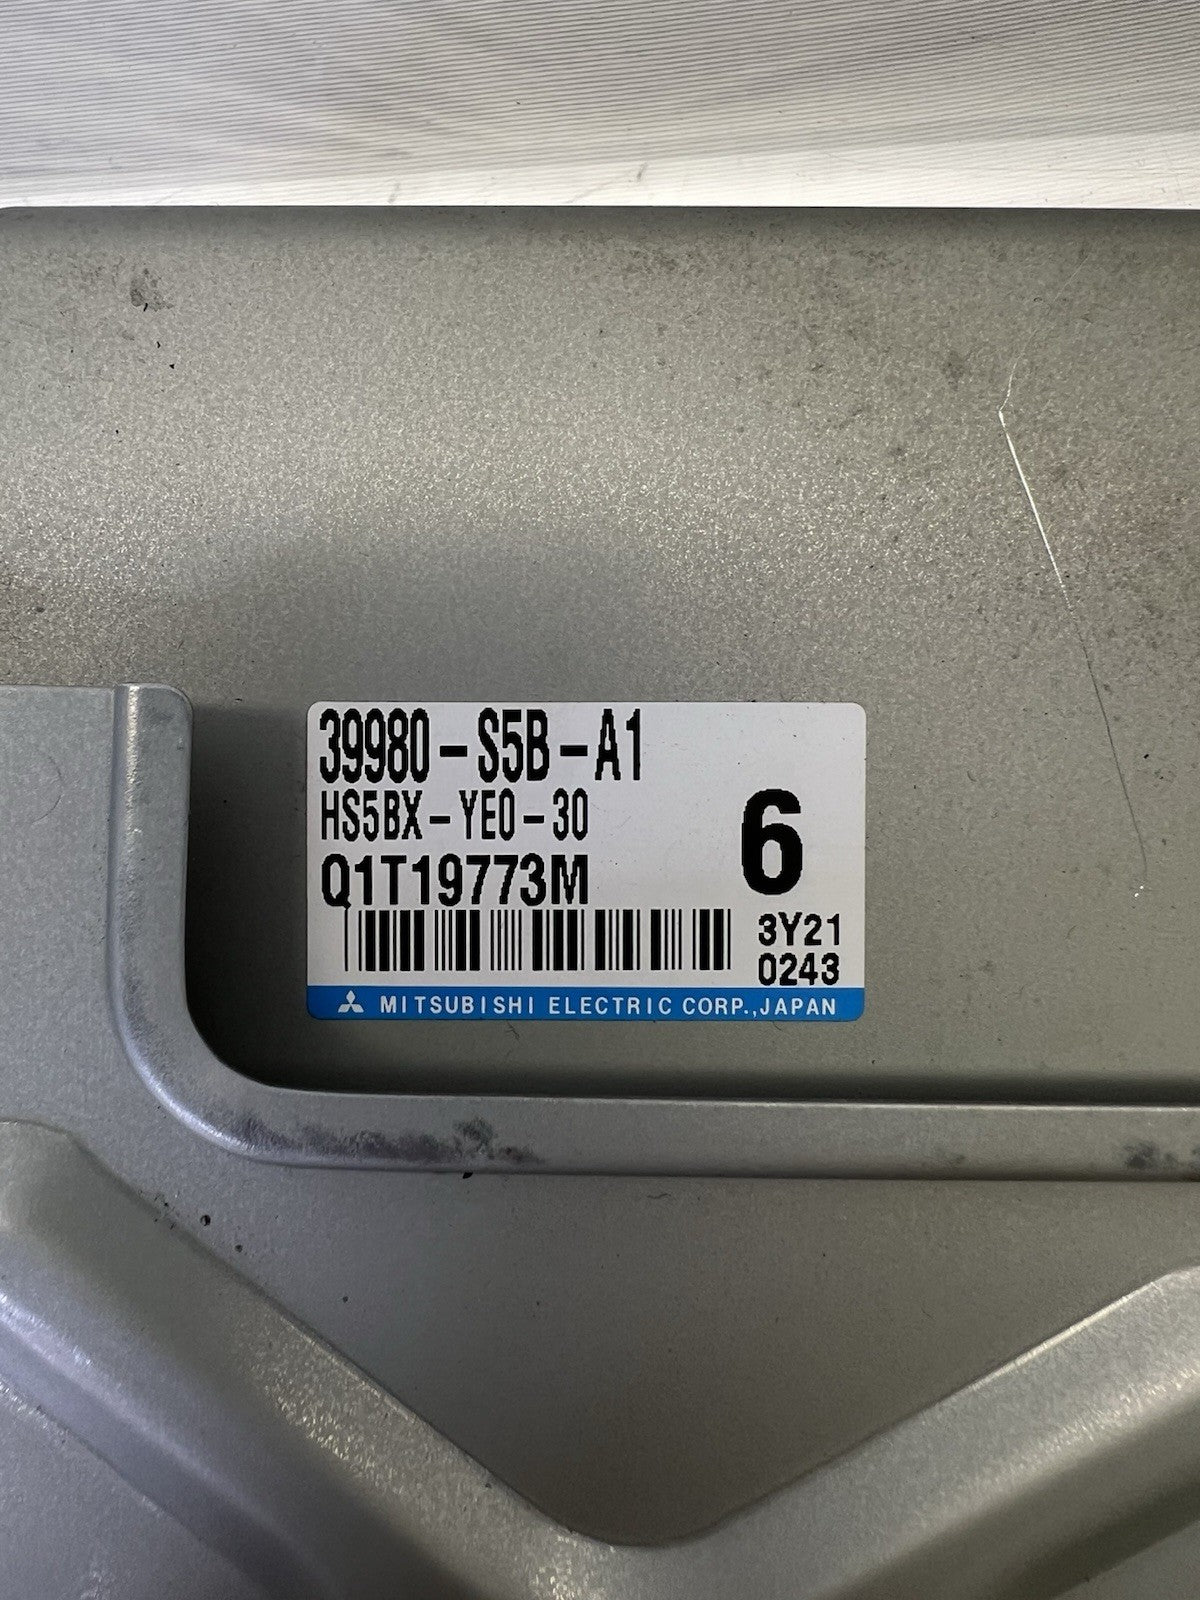 39980-S5B-A1
HS5BX-YE0-30
Q1T19773M
6
3Y21
0243
MITSUBISHI ELECTRIC CORP.,JAPAN